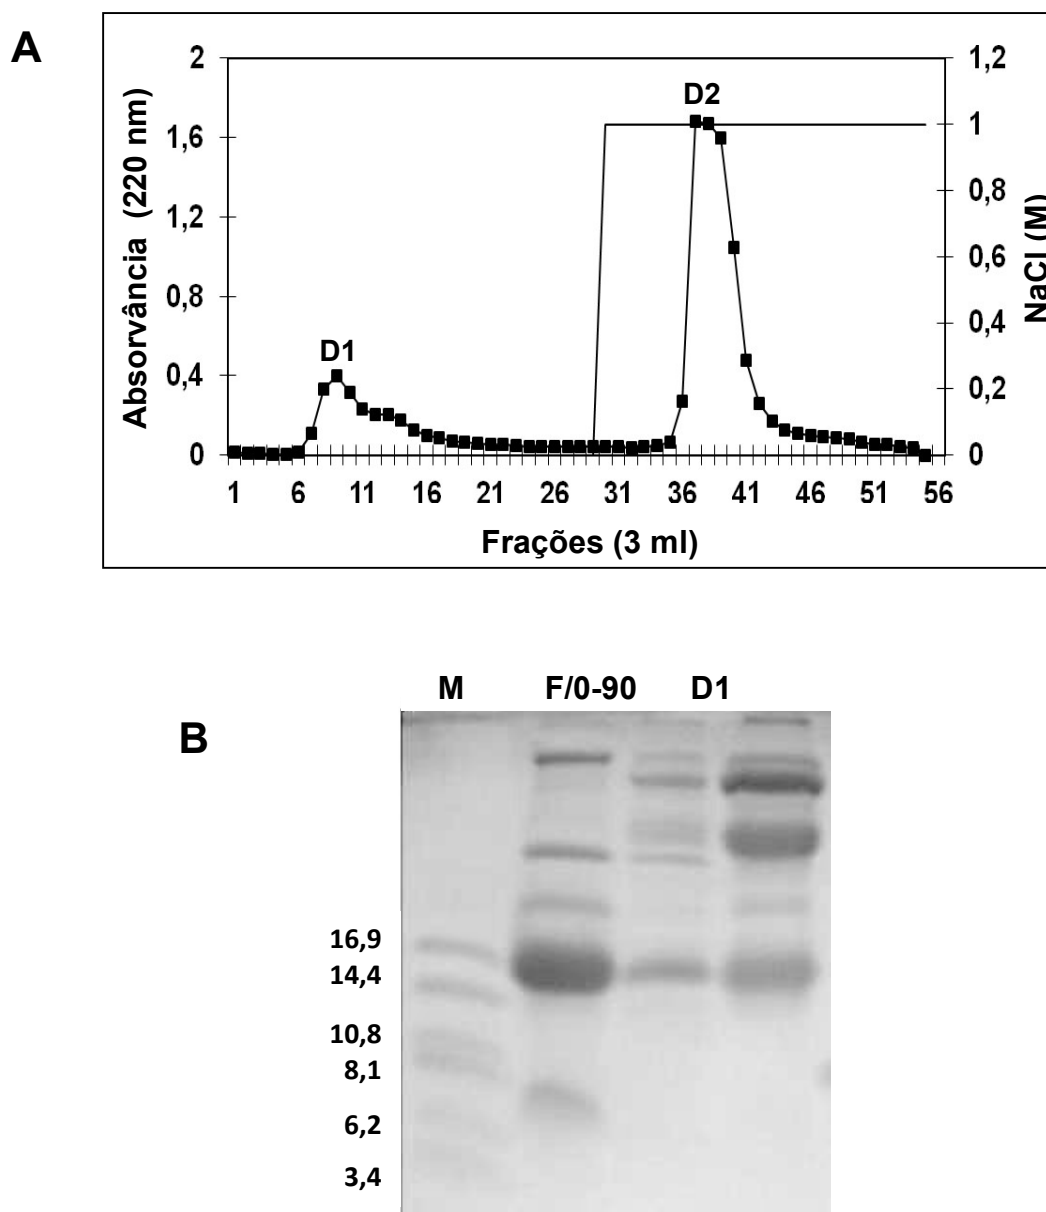 A
Absorvância (220 nm)
2
1,6
1,2
0,8
0,4
0
D1
D2
1,2
1
0,8
0,6
0,4
0,2
0
NaCl (M)
1 6 11 16 21 26 31 36 41 46 51 56
Frações (3 ml)
B
M F/0-90 D1
16,9
14,4
10,8
8,1
6,2
3,4